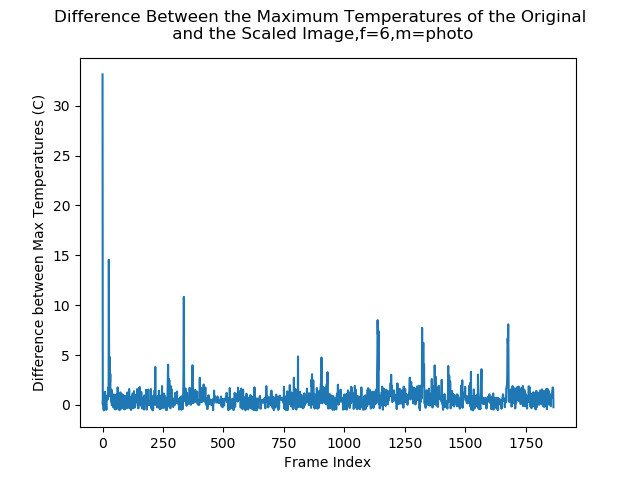 Difference Between the Maximum Temperatures of the Original
and the Scaled Image,f=6,m=photo
Difference between Max Temperatures (C)
30
25
20
15
10
5
0
0 250 500 750 1000 1250 1500 1750
Frame Index